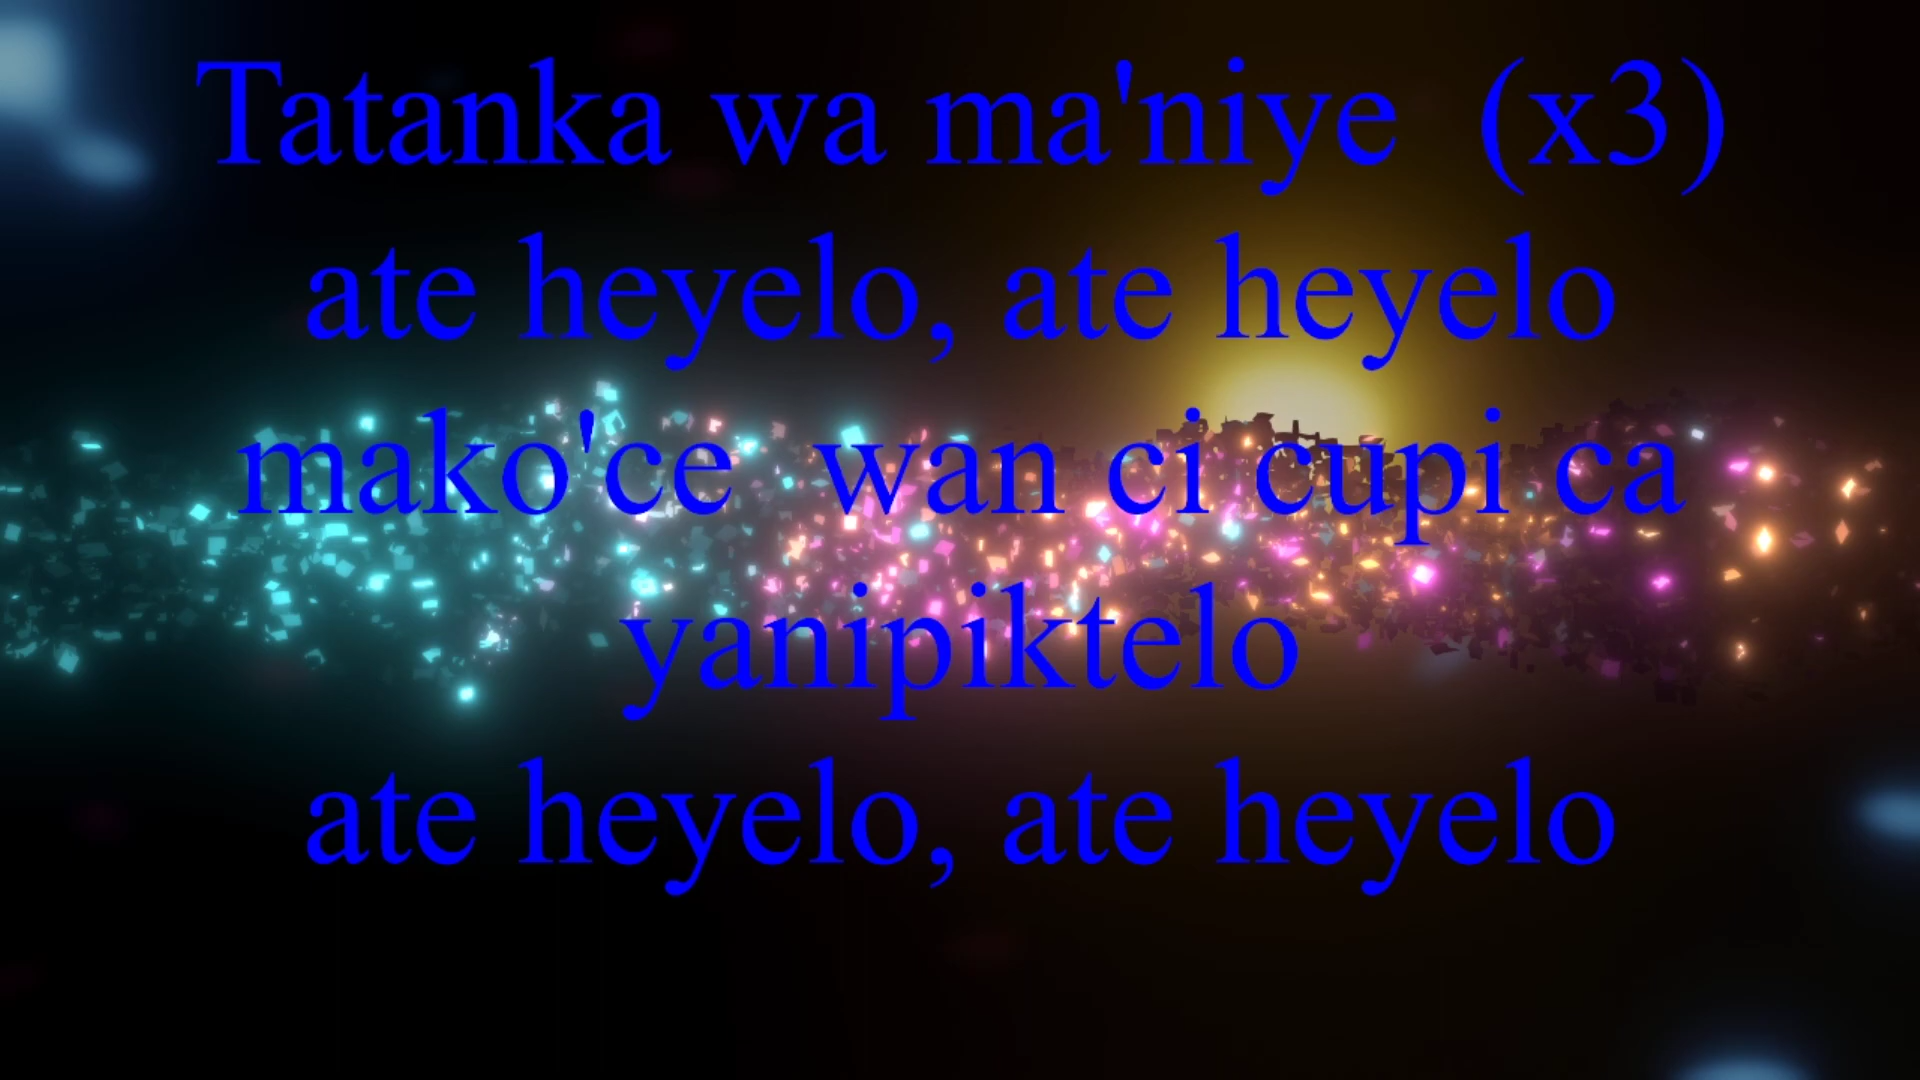 Tatanka wa ma'niye  (x3)
ate heyelo, ate heyelo
mako'ce  wan ci cupi ca
yanipiktelo
ate heyelo, ate heyelo